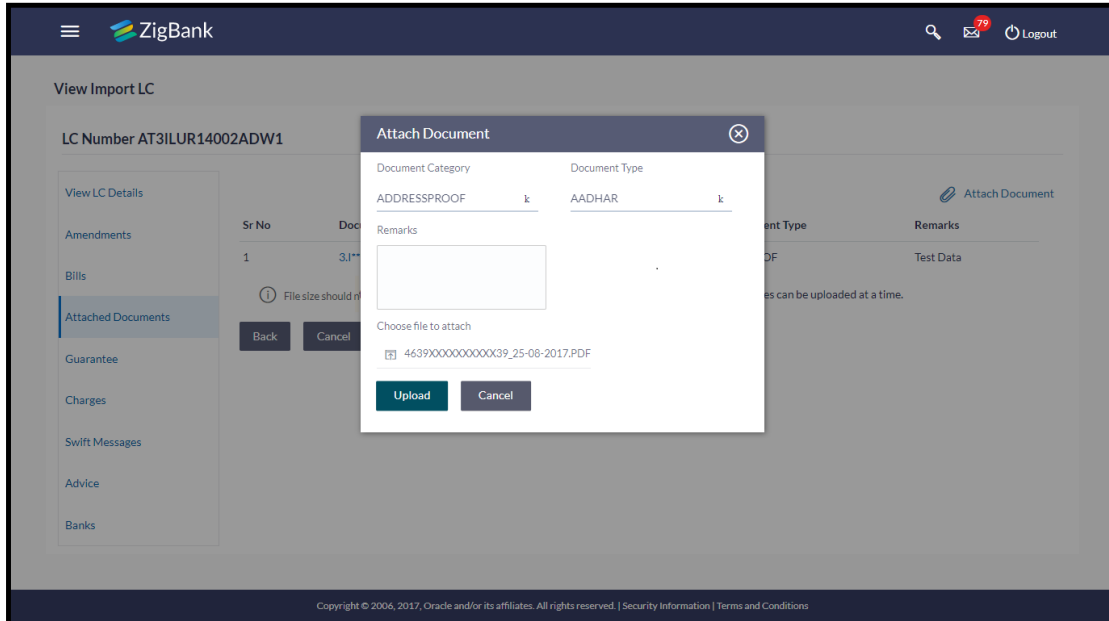 ZigBank
79
Logout
View Import LC
LC Number AT3ILUR14002ADW1
View LC Details
Amendments
Bills
Attached Documents
Guarantee
Charges
Swift Messages
Advice
Banks
Attach Document
Sr No
Remarks
1
3.I**
Test Data
File size should
es can be uploaded at a time.
Back
Cancel
Attach Document
Document Category
Document Type
ADDRESSPROOF k
AADHAR k
Remarks
Choose file to attach
4639XXXXXXXXXX39_25-08-2017.PDF
Upload
Cancel
Copyright © 2006, 2017, Oracle and/or its affiliates. All rights reserved. | Security Information | Terms and Conditions